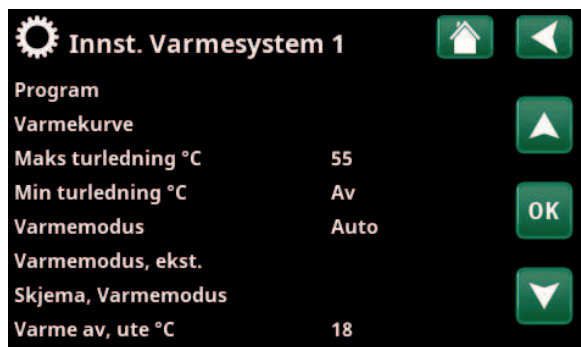 Innst. Varmesystem 1
Program
Varmekurve
Maks turledning °C 55
Min turledning °C Av
Varmemodus Auto
OK
Varmemodus, ekst.
Skjema, Varmemodus
Varme av, ute °C 18